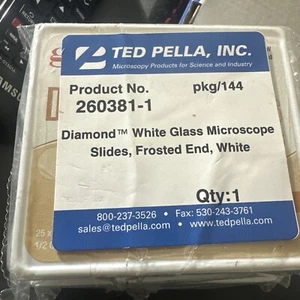 SAMSUNG
TED PELLA, INC.
Microscopy Products for Science and Industry
Product No. pkg/144
260381-1
Diamond™ White Glass Microscope
Slides, Frosted End, White
Qty:1
800-237-3526 • Fax: 530-243-3761
sales@tedpella.com • www.tedpella.com
25 x